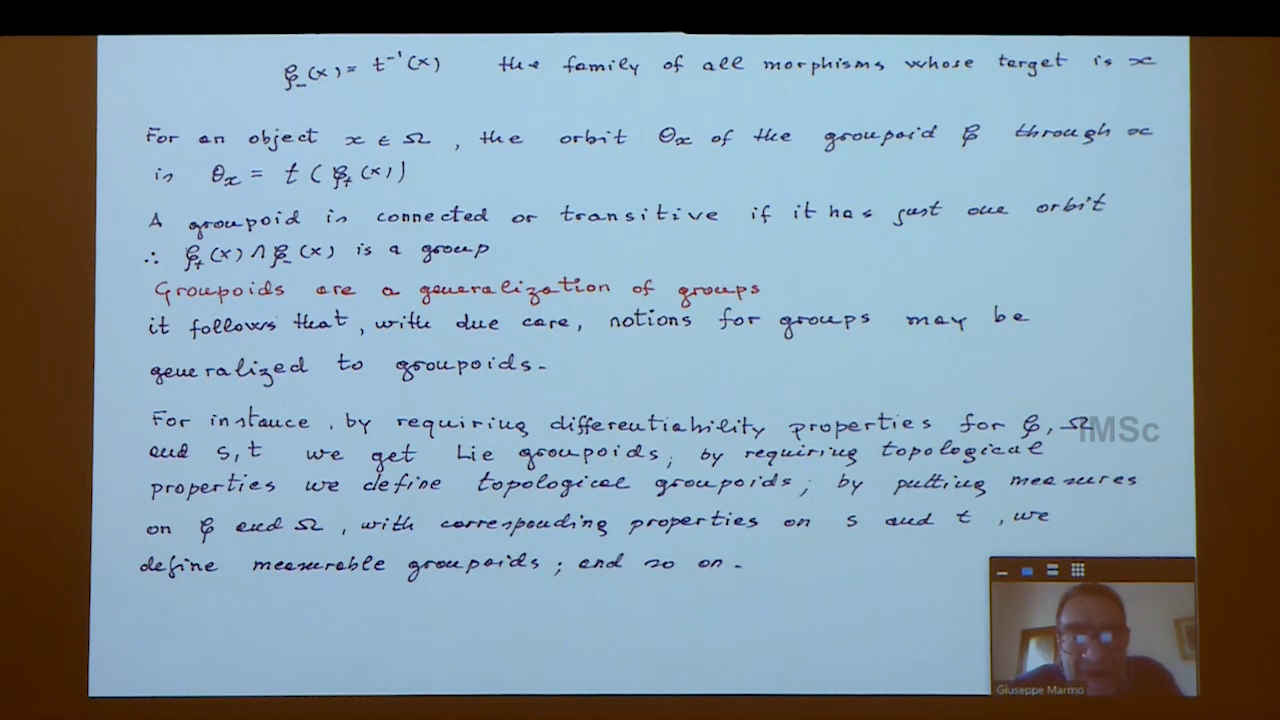 𝒢₋(x) = t⁻¹(x) the family of all morphisms whose target is x
For an object x ∈ Ω, the orbit θₓ of the groupoid 𝒢 through x
is θₓ = t(𝒢₊(x))
A groupoid is connected or transitive if it has just one orbit
∴ 𝒢₊(x) ∩ 𝒢₋(x) is a group
Groupoids are a generalization of groups
it follows that, with due care, notions for groups may be
generalized to groupoids.
For instance, by requiring differentiability properties for 𝒢, Ω
and s,t we get Lie groupoids; by requiring topological
properties we define topological groupoids; by putting measures
on 𝒢 and Ω, with corresponding properties on s and t, we
define measurable groupoids; and so on.
IMSc
Giuseppe Marmo